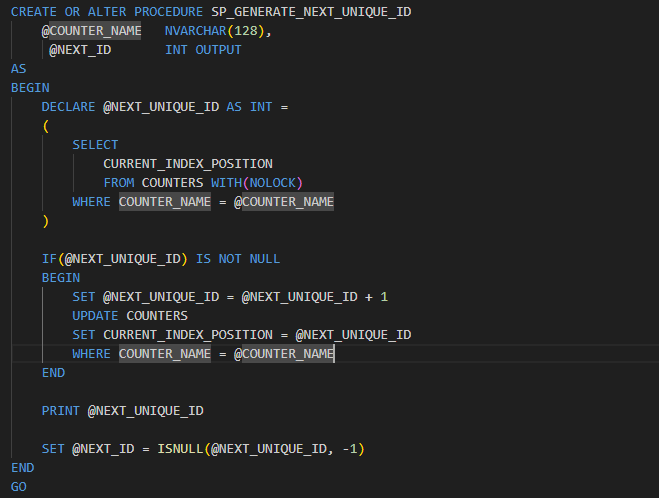 CREATE OR ALTER PROCEDURE SP_GENERATE_NEXT_UNIQUE_ID
    @COUNTER_NAME   NVARCHAR(128),
     @NEXT_ID       INT OUTPUT
AS
BEGIN
    DECLARE @NEXT_UNIQUE_ID AS INT =
    (
        SELECT
            CURRENT_INDEX_POSITION
            FROM COUNTERS WITH(NOLOCK)
        WHERE COUNTER_NAME = @COUNTER_NAME
    )

    IF(@NEXT_UNIQUE_ID) IS NOT NULL
    BEGIN
        SET @NEXT_UNIQUE_ID = @NEXT_UNIQUE_ID + 1
        UPDATE COUNTERS
        SET CURRENT_INDEX_POSITION = @NEXT_UNIQUE_ID
        WHERE COUNTER_NAME = @COUNTER_NAME
    END

    PRINT @NEXT_UNIQUE_ID

    SET @NEXT_ID = ISNULL(@NEXT_UNIQUE_ID, -1)
END
GO